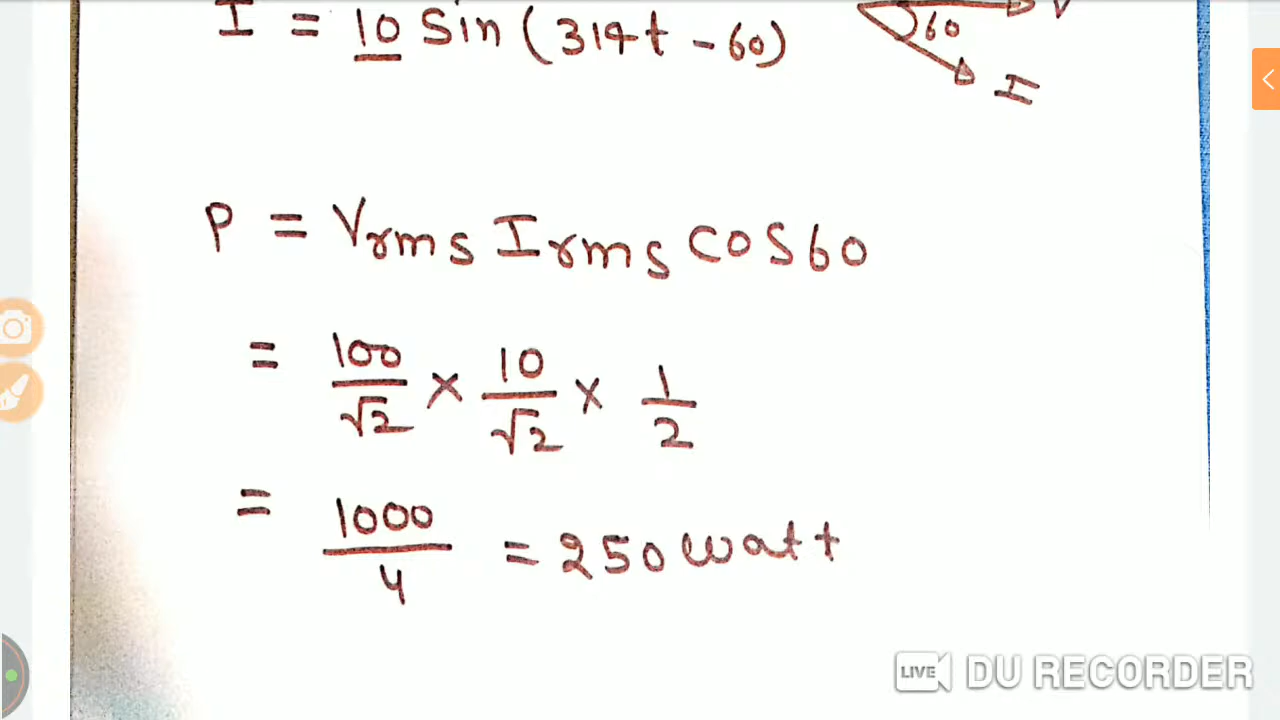 I = 10 Sin (314t - 60)
60
V
I
P = Vrms Irms cos60
= 100/√2 × 10/√2 × 1/2
= 1000/4 = 250 watt
LIVE DU RECORDER